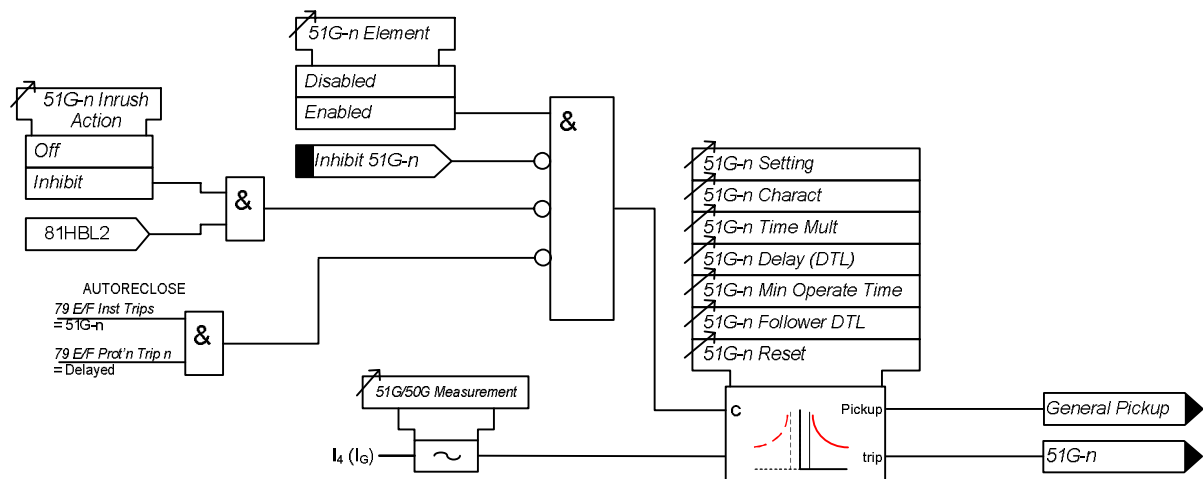 51G-n Element
Disabled
Enabled
&
Inhibit 51G-n
51G-n Inrush
Action
Off
Inhibit
&
81HBL2
AUTORECLOSE
79 E/F Inst Trips
= 51G-n
79 E/F Prot'n Trip n
= Delayed
&
51G-n Setting
51G-n Charact
51G-n Time Mult
51G-n Delay (DTL)
51G-n Min Operate Time
51G-n Follower DTL
51G-n Reset
51G/50G Measurement
I4 (IG)
c
Pickup
trip
General Pickup
51G-n